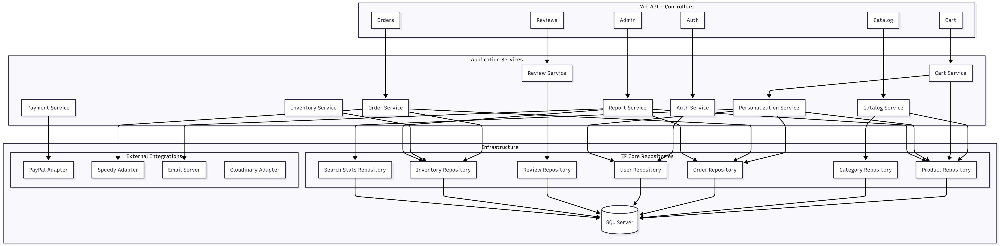 Уеб API – Controllers
Orders
Reviews
Admin
Auth
Catalog
Cart
Application Services
Review Service
Cart Service
Payment Service
Inventory Service
Order Service
Report Service
Auth Service
Personalization Service
Catalog Service
Infrastructure
External Integrations
EF Core Repositories
PayPal Adapter
Speedy Adapter
Email Server
Cloudinary Adapter
Search Stats Repository
Inventory Repository
Review Repository
User Repository
Order Repository
Category Repository
Product Repository
SQL Server